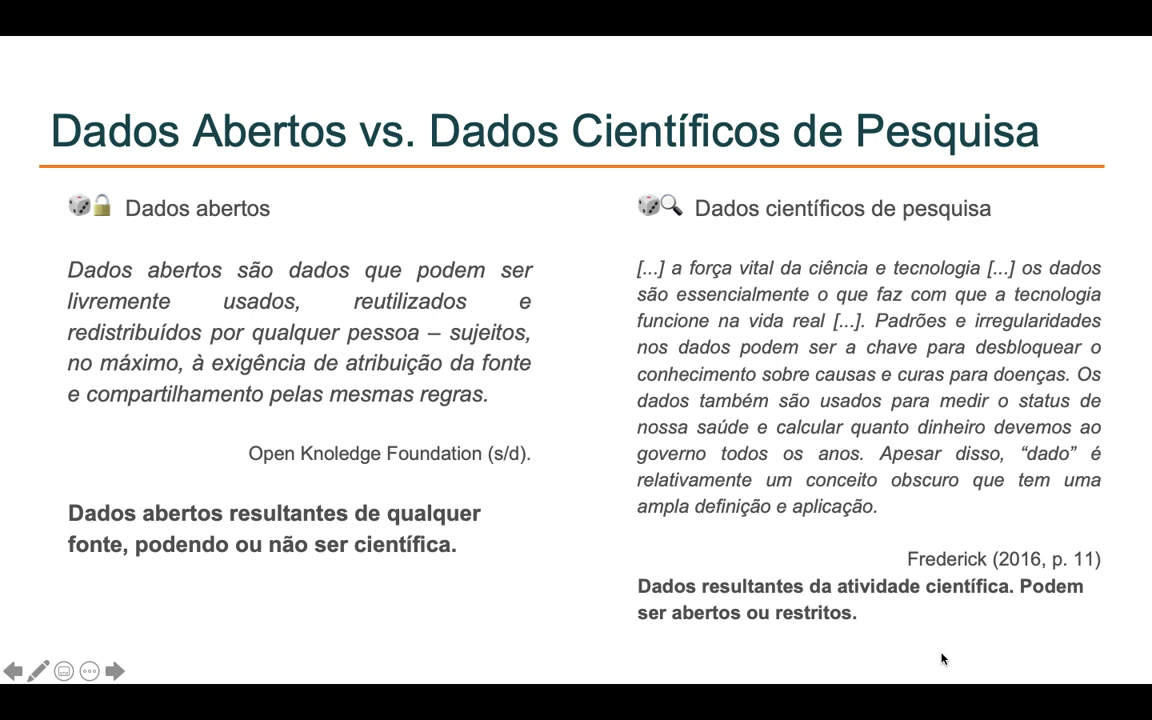 Dados Abertos vs. Dados Científicos de Pesquisa
Dados abertos
Dados abertos são dados que podem ser
livremente usados, reutilizados e
redistribuídos por qualquer pessoa – sujeitos,
no máximo, à exigência de atribuição da fonte
e compartilhamento pelas mesmas regras.
Open Knoledge Foundation (s/d).
Dados abertos resultantes de qualquer
fonte, podendo ou não ser científica.
Dados científicos de pesquisa
[...] a força vital da ciência e tecnologia [...] os dados
são essencialmente o que faz com que a tecnologia
funcione na vida real [...]. Padrões e irregularidades
nos dados podem ser a chave para desbloquear o
conhecimento sobre causas e curas para doenças. Os
dados também são usados para medir o status de
nossa saúde e calcular quanto dinheiro devemos ao
governo todos os anos. Apesar disso, “dado” é
relativamente um conceito obscuro que tem uma
ampla definição e aplicação.
Frederick (2016, p. 11)
Dados resultantes da atividade científica. Podem
ser abertos ou restritos.